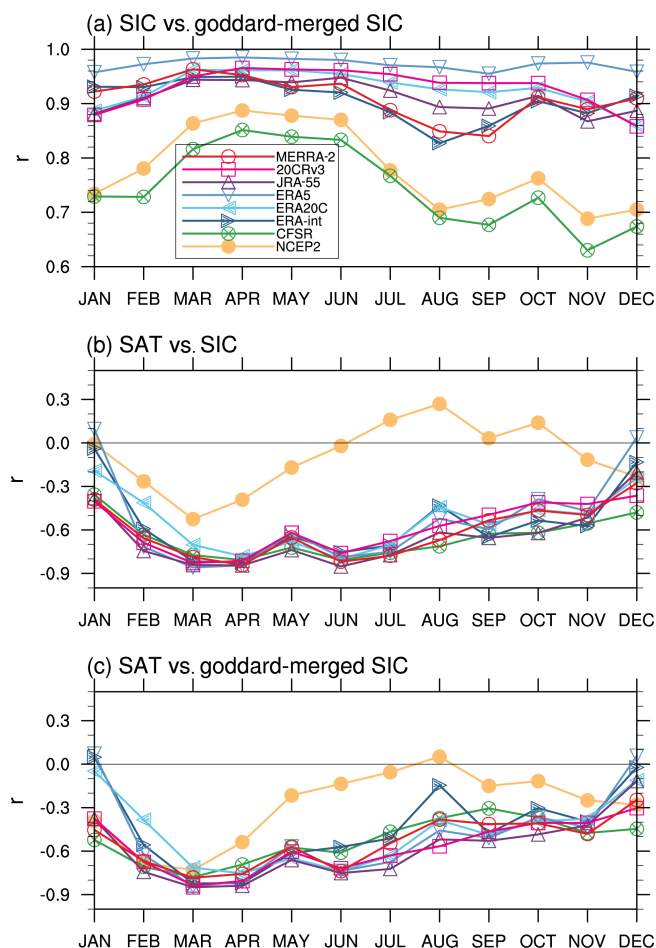 (a) SIC vs. goddard-merged SIC
1.0
0.9
0.8
0.7
0.6
r
MERRA-2
20CRv3
JRA-55
ERA5
ERA20C
ERA-int
CFSR
NCEP2
JAN FEB MAR APR MAY JUN JUL AUG SEP OCT NOV DEC
(b) SAT vs. SIC
0.3
0.0
-0.3
-0.6
-0.9
r
JAN FEB MAR APR MAY JUN JUL AUG SEP OCT NOV DEC
(c) SAT vs. goddard-merged SIC
0.3
0.0
-0.3
-0.6
-0.9
r
JAN FEB MAR APR MAY JUN JUL AUG SEP OCT NOV DEC